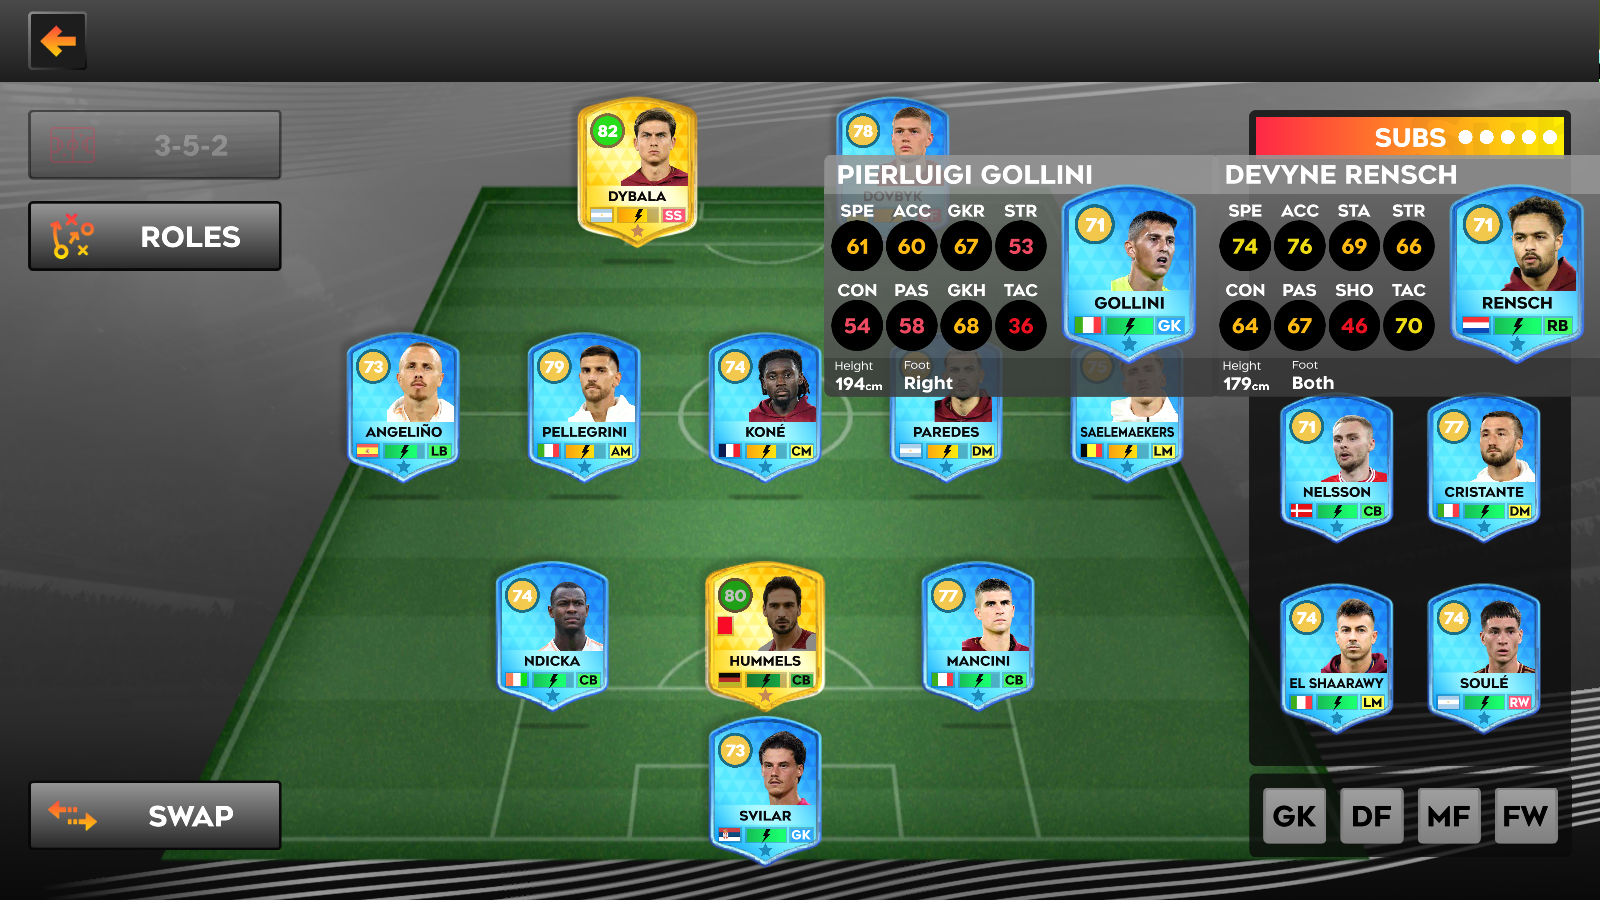 3-5-2
ROLES
SWAP
82
DYBALA
SS
78
DOVBYK
SUBS
PIERLUIGI GOLLINI
SPE ACC GKR STR
61 60 67 53
CON PAS GKH TAC
54 58 68 36
Height Foot
194cm Right
71
GOLLINI
GK
DEVYNE RENSCH
SPE ACC STA STR
74 76 69 66
CON PAS SHO TAC
64 67 46 70
Height Foot
179cm Both
71
RENSCH
RB
73
ANGELIÑO
LB
79
PELLEGRINI
AM
74
KONÉ
CM
PAREDES
DM
75
SAELEMAEKERS
LM
71
NELSSON
CB
77
CRISTANTE
DM
74
NDICKA
CB
80
HUMMELS
CB
77
MANCINI
CB
74
EL SHAARAWY
LM
74
SOULÉ
RW
73
SVILAR
GK
GK DF MF FW